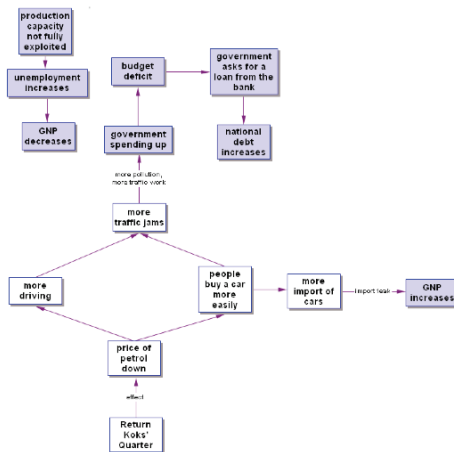 production
capacity
not fully
exploited
unemployment
increases
GNP
decreases
budget
deficit
government
asks for a
loan from the
bank
government
spending up
national
debt
increases
more pollution,
more traffic work
more
traffic jams
more
driving
people
buy a car
more
easily
more
import of
cars
import leak
GNP
increases
price of
petrol
down
effect
Return
Koks'
Quarter